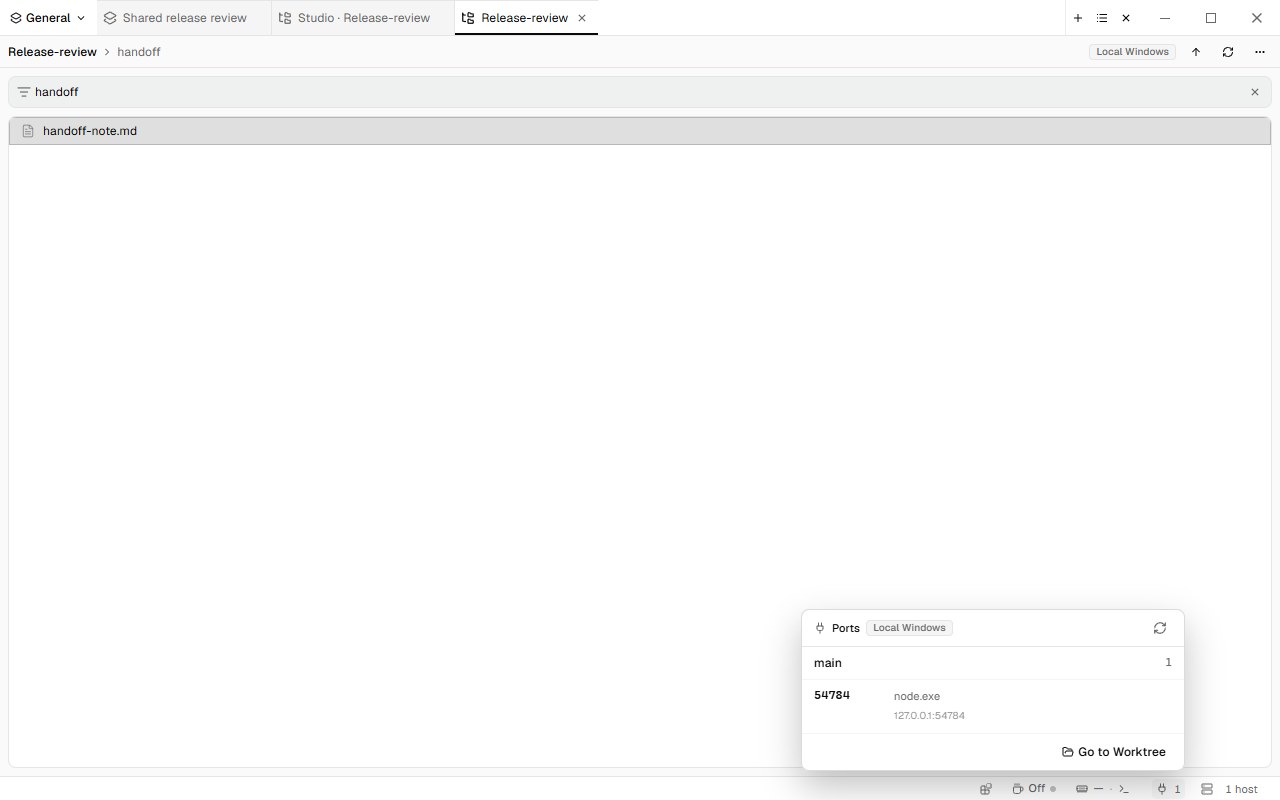 General
Shared release review
Studio · Release-review
Release-review
Release-review > handoff
Local Windows
handoff
handoff-note.md
Ports
Local Windows
main 1
54784 node.exe
127.0.0.1:54784
Go to Worktree
Off
1
1 host